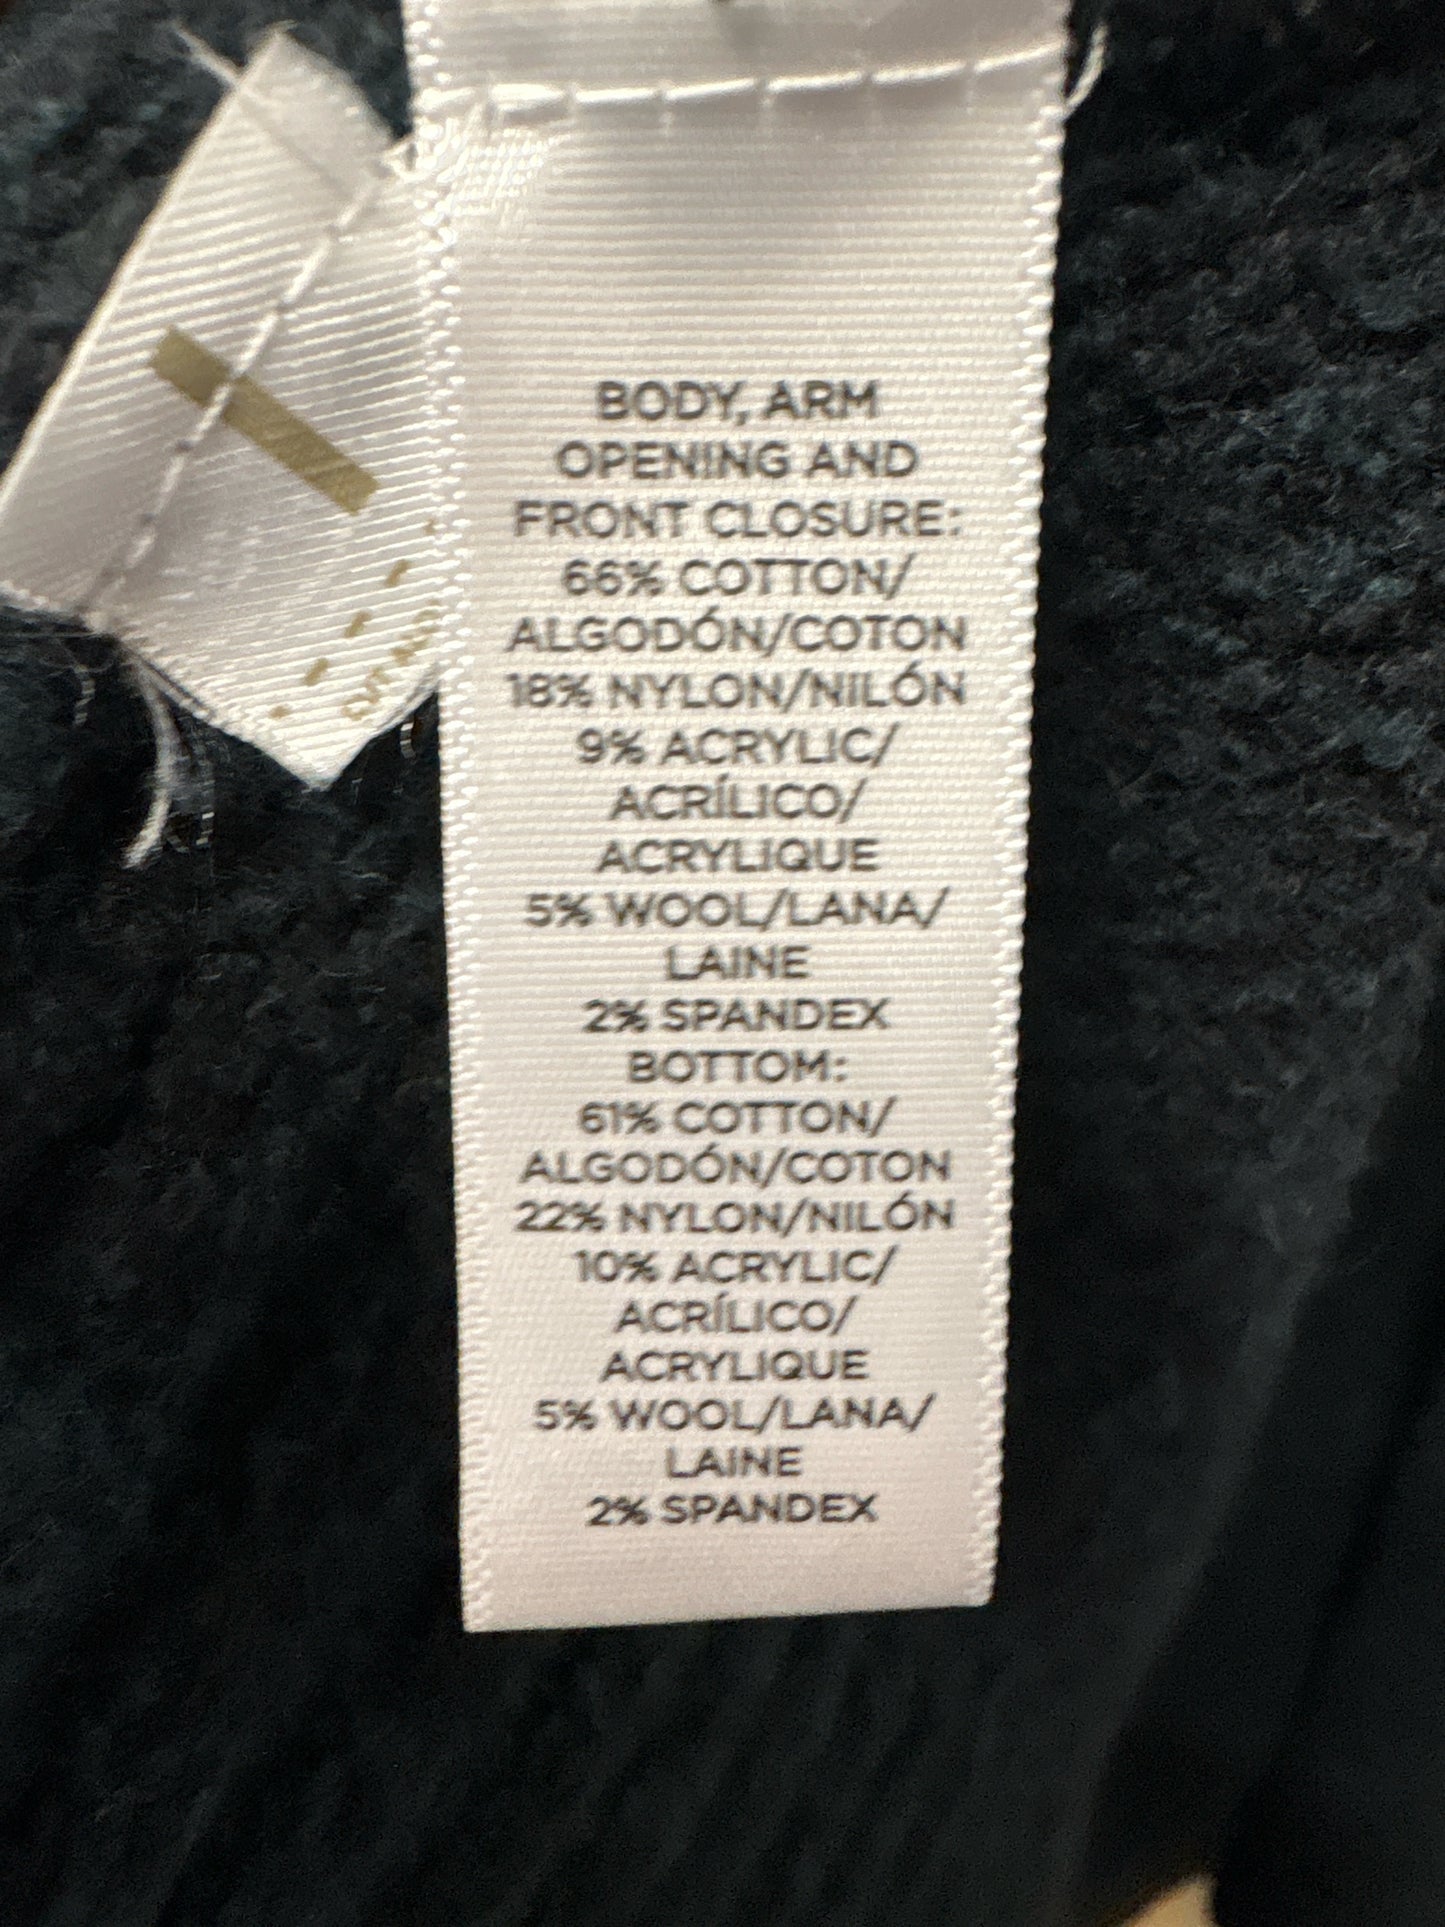 BODY, ARM
OPENING AND
FRONT CLOSURE:
66% COTTON/
ALGODÓN/COTON
18% NYLON/NILÓN
9% ACRYLIC/
ACRÍLICO/
ACRYLIQUE
5% WOOL/LANA/
LAINE
2% SPANDEX
BOTTOM:
61% COTTON/
ALGODÓN/COTON
22% NYLON/NILÓN
10% ACRYLIC/
ACRÍLICO/
ACRYLIQUE
5% WOOL/LANA/
LAINE
2% SPANDEX